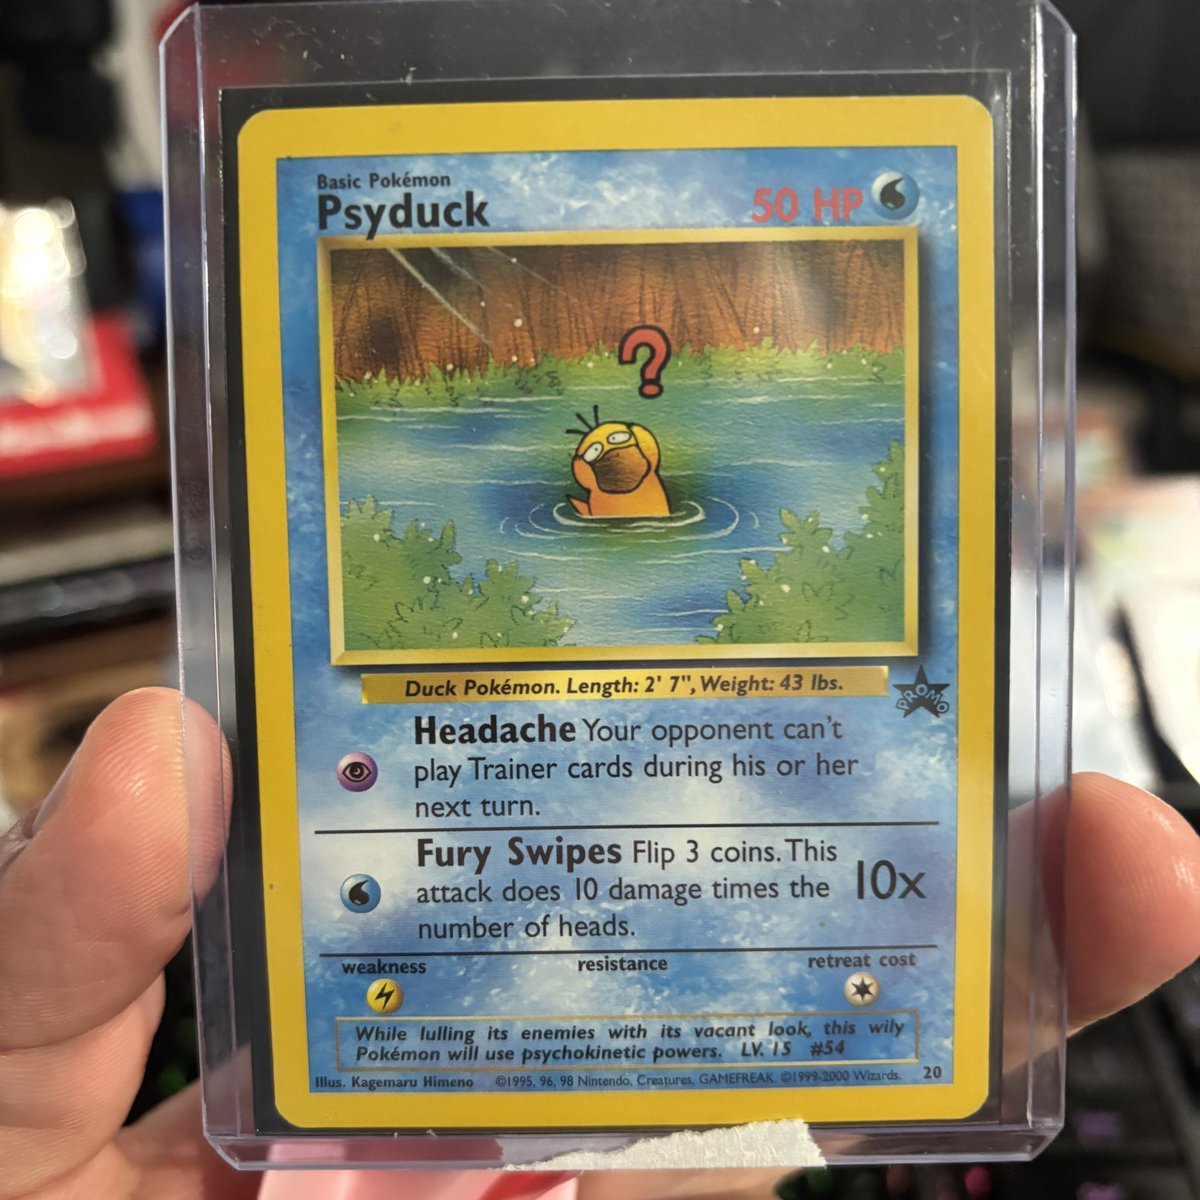 Basic Pokémon
Psyduck 50 HP
?
Duck Pokémon. Length: 2' 7", Weight: 43 lbs.
PROMO
Headache Your opponent can't
play Trainer cards during his or her
next turn.
Fury Swipes Flip 3 coins. This
attack does 10 damage times the 10x
number of heads.
weakness resistance retreat cost
While lulling its enemies with its vacant look, this wily
Pokémon will use psychokinetic powers. LV. 15 #54
Illus. Kagemaru Himeno ©1995, 96, 98 Nintendo, Creatures, GAMEFREAK ©1999-2000 Wizards. 20